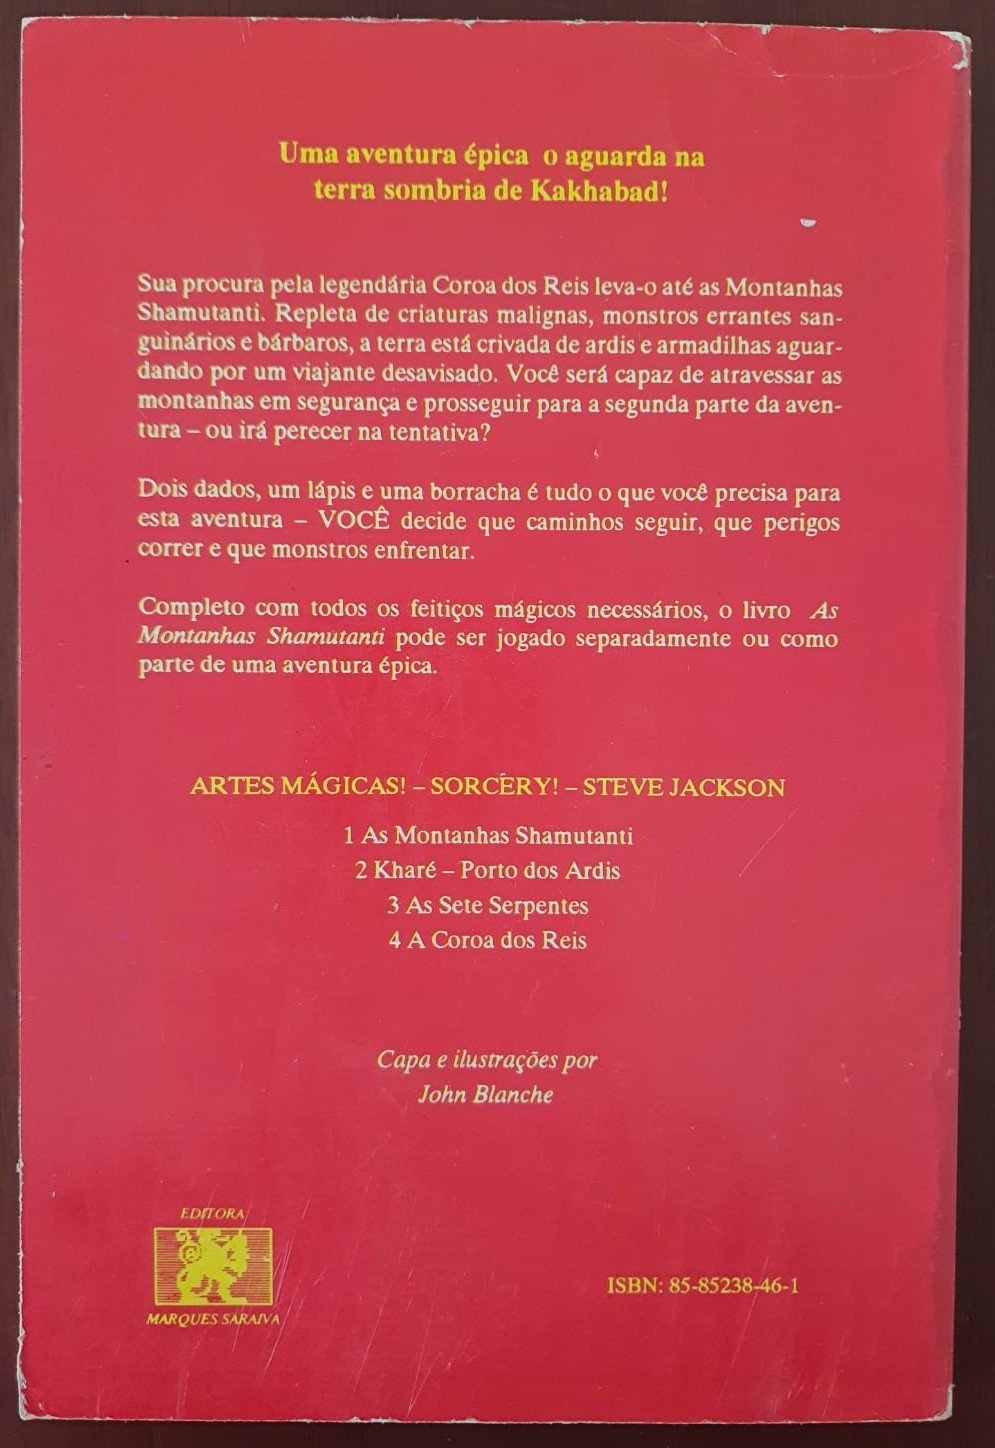 Uma aventura épica o aguarda na
terra sombria de Kakhabad!
Sua procura pela legendária Coroa dos Reis leva-o até as Montanhas
Shamutanti. Repleta de criaturas malignas, monstros errantes san-
guinários e bárbaros, a terra está crivada de ardis e armadilhas aguar-
dando por um viajante desavisado. Você será capaz de atravessar as
montanhas em segurança e prosseguir para a segunda parte da aven-
tura – ou irá perecer na tentativa?
Dois dados, um lápis e uma borracha é tudo o que você precisa para
esta aventura – VOCÊ decide que caminhos seguir, que perigos
correr e que monstros enfrentar.
Completo com todos os feitiços mágicos necessários, o livro As
Montanhas Shamutanti pode ser jogado separadamente ou como
parte de uma aventura épica.
ARTES MÁGICAS! – SORCERY! – STEVE JACKSON
1 As Montanhas Shamutanti
2 Kharé – Porto dos Ardis
3 As Sete Serpentes
4 A Coroa dos Reis
Capa e ilustrações por
John Blanche
EDITORA
MARQUES SARAIVA
ISBN: 85-85238-46-1